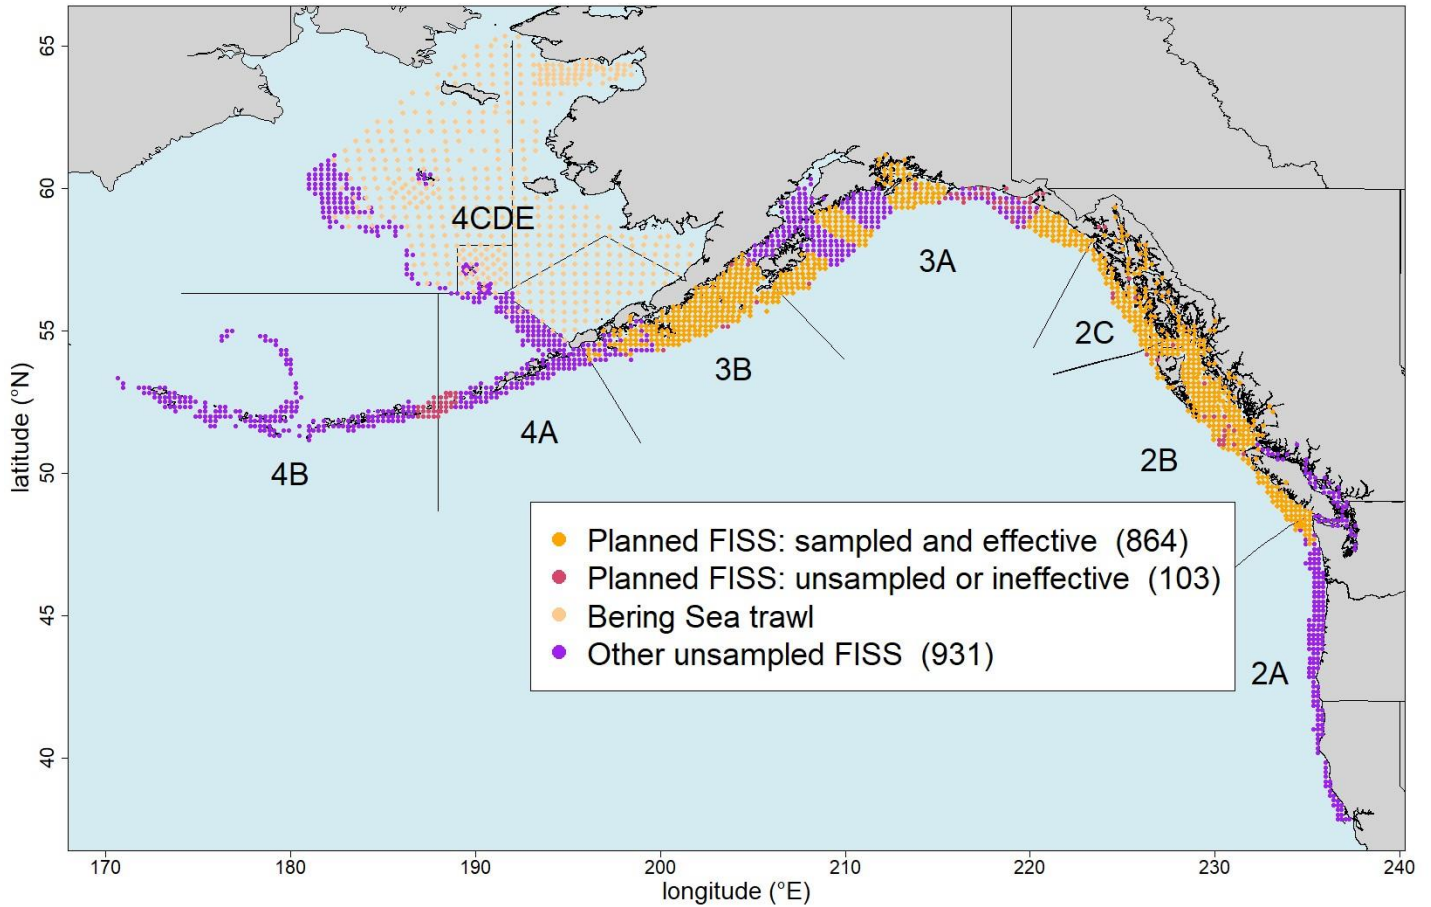 65
60
55
50
45
40
latitude (°N)
4CDE
3A
2C
3B
4A
2B
4B
2A
Planned FISS: sampled and effective (864)
Planned FISS: unsampled or ineffective (103)
Bering Sea trawl
Other unsampled FISS (931)
170
180
190
200
210
220
230
240
longitude (°E)